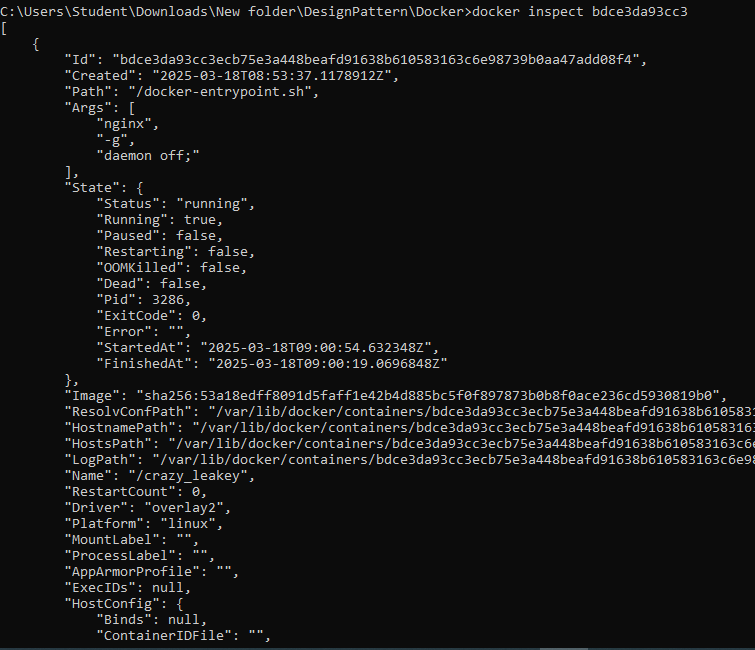 C:\Users\Student\Downloads\New folder\DesignPattern\Docker>docker inspect bdce3da93cc3
[
    {
        "Id": "bdce3da93cc3ecb75e3a448beafd91638b610583163c6e98739b0aa47add08f4",
        "Created": "2025-03-18T08:53:37.1178912Z",
        "Path": "/docker-entrypoint.sh",
        "Args": [
            "nginx",
            "-g",
            "daemon off;"
        ],
        "State": {
            "Status": "running",
            "Running": true,
            "Paused": false,
            "Restarting": false,
            "OOMKilled": false,
            "Dead": false,
            "Pid": 3286,
            "ExitCode": 0,
            "Error": "",
            "StartedAt": "2025-03-18T09:00:54.632348Z",
            "FinishedAt": "2025-03-18T09:00:19.0696848Z"
        },
        "Image": "sha256:53a18edff8091d5faff1e42b4d885bc5f0f897873b0b8f0ace236cd5930819b0",
        "ResolvConfPath": "/var/lib/docker/containers/bdce3da93cc3ecb75e3a448beafd91638b610583
        "HostnamePath": "/var/lib/docker/containers/bdce3da93cc3ecb75e3a448beafd91638b61058316
        "HostsPath": "/var/lib/docker/containers/bdce3da93cc3ecb75e3a448beafd91638b610583163c6e
        "LogPath": "/var/lib/docker/containers/bdce3da93cc3ecb75e3a448beafd91638b610583163c6e98
        "Name": "/crazy_leakey",
        "RestartCount": 0,
        "Driver": "overlay2",
        "Platform": "linux",
        "MountLabel": "",
        "ProcessLabel": "",
        "AppArmorProfile": "",
        "ExecIDs": null,
        "HostConfig": {
            "Binds": null,
            "ContainerIDFile": "",